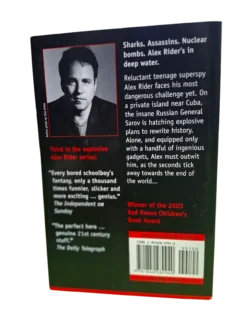 Sharks. Assassins. Nuclear
bombs. Alex Rider's in
deep water.
Reluctant teenage superspy
Alex Rider faces his most
dangerous challenge yet. On
a private island near Cuba,
the insane Russian General
Sarov is hatching explosive
plans to rewrite history.
Alone, and equipped only
with a handful of ingenious
gadgets, Alex must outwit
him, as the seconds tick
away towards the end of
the world...
Third in the explosive
Alex Rider series!
"Every bored schoolboy's
fantasy, only a thousand
times funnier, slicker and
more exciting ... genius."
The Independent on
Sunday
"The perfect hero ...
genuine 21st century
stuff."
The Daily Telegraph
Winner of the 2003
Red House Children's
Book Award